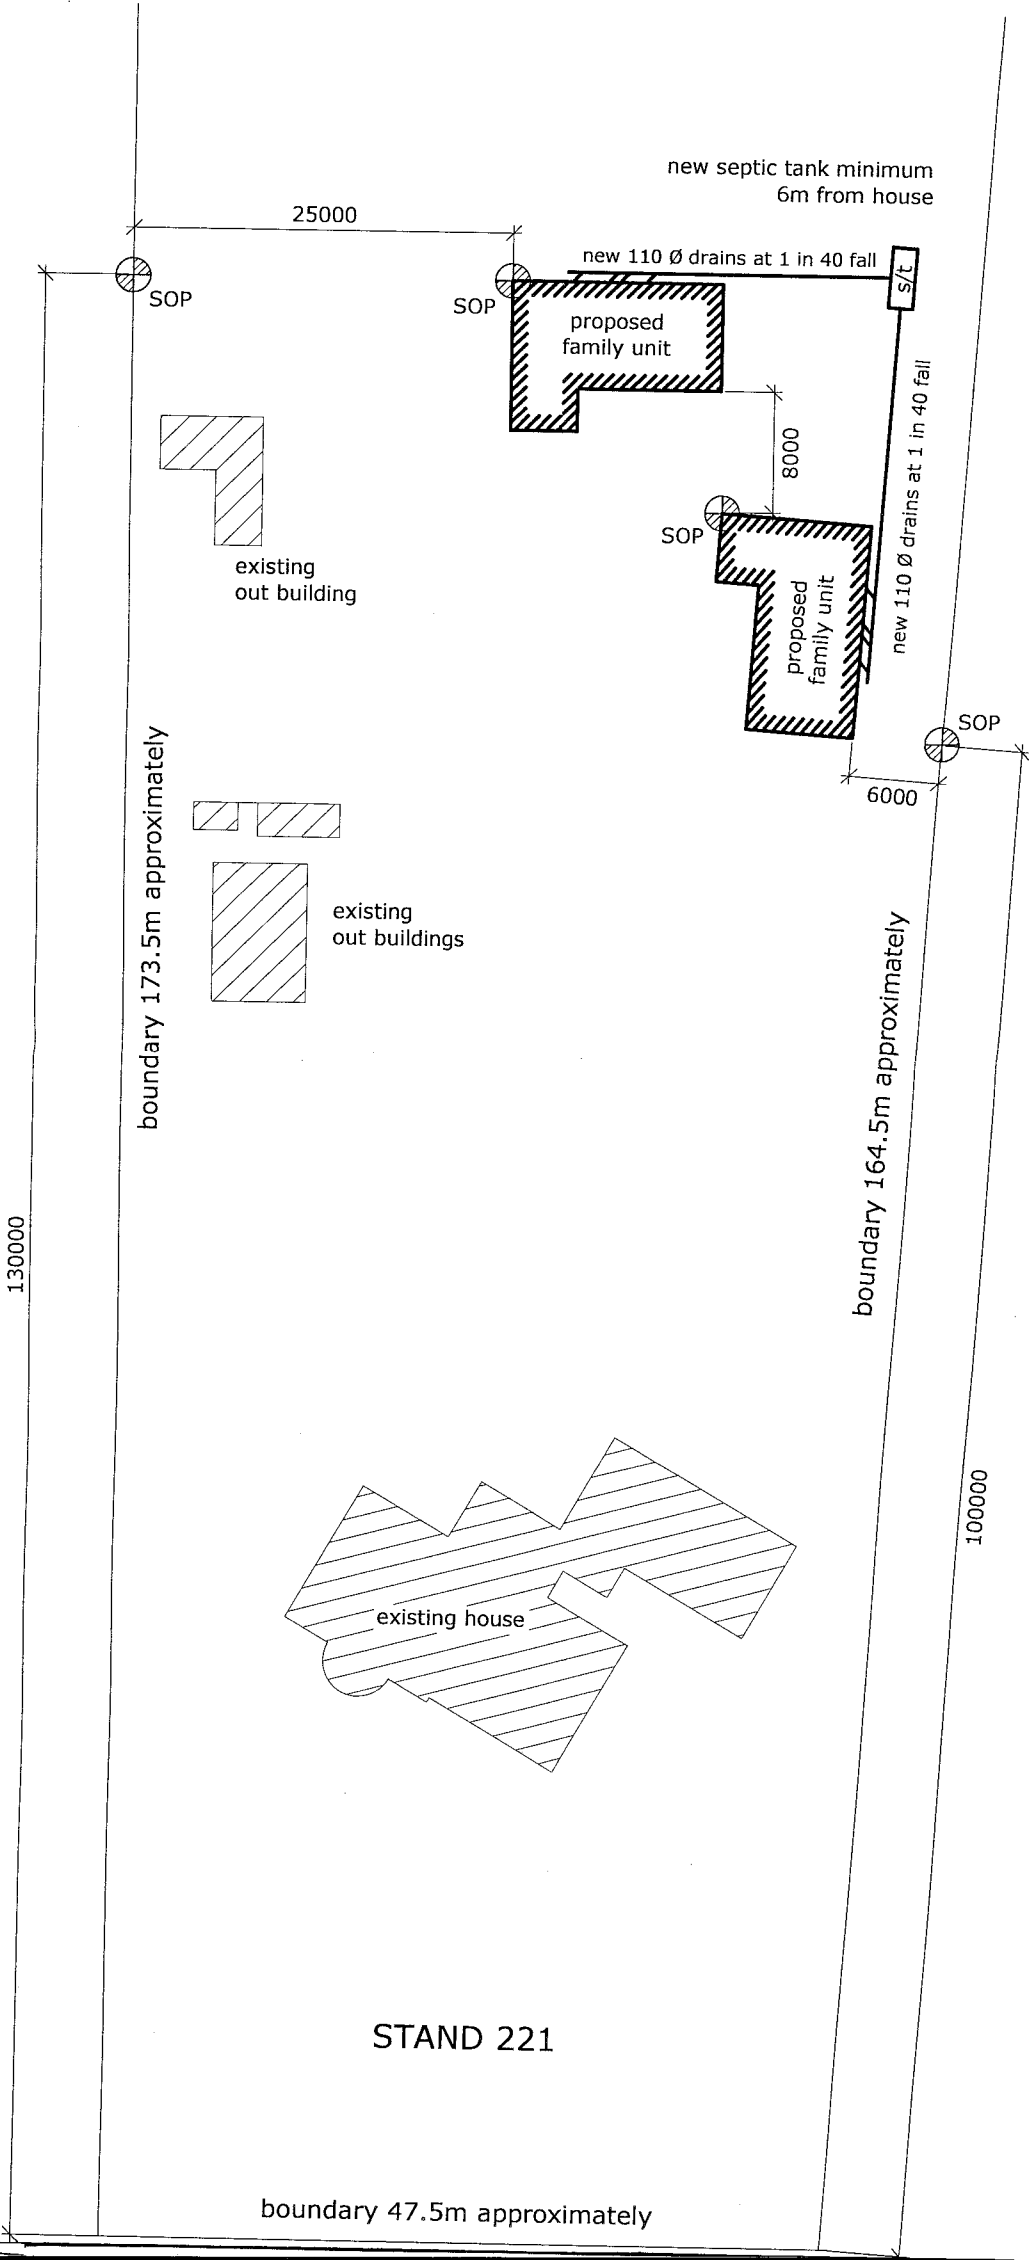 new septic tank minimum
6m from house
25000
new 110 Ø drains at 1 in 40 fall
s/t
SOP
SOP
proposed
family unit
new 110 Ø drains at 1 in 40 fall
8000
SOP
existing
out building
proposed
family unit
SOP
6000
boundary 173.5m approximately
existing
out buildings
boundary 164.5m approximately
130000
100000
existing house
STAND 221
boundary 47.5m approximately